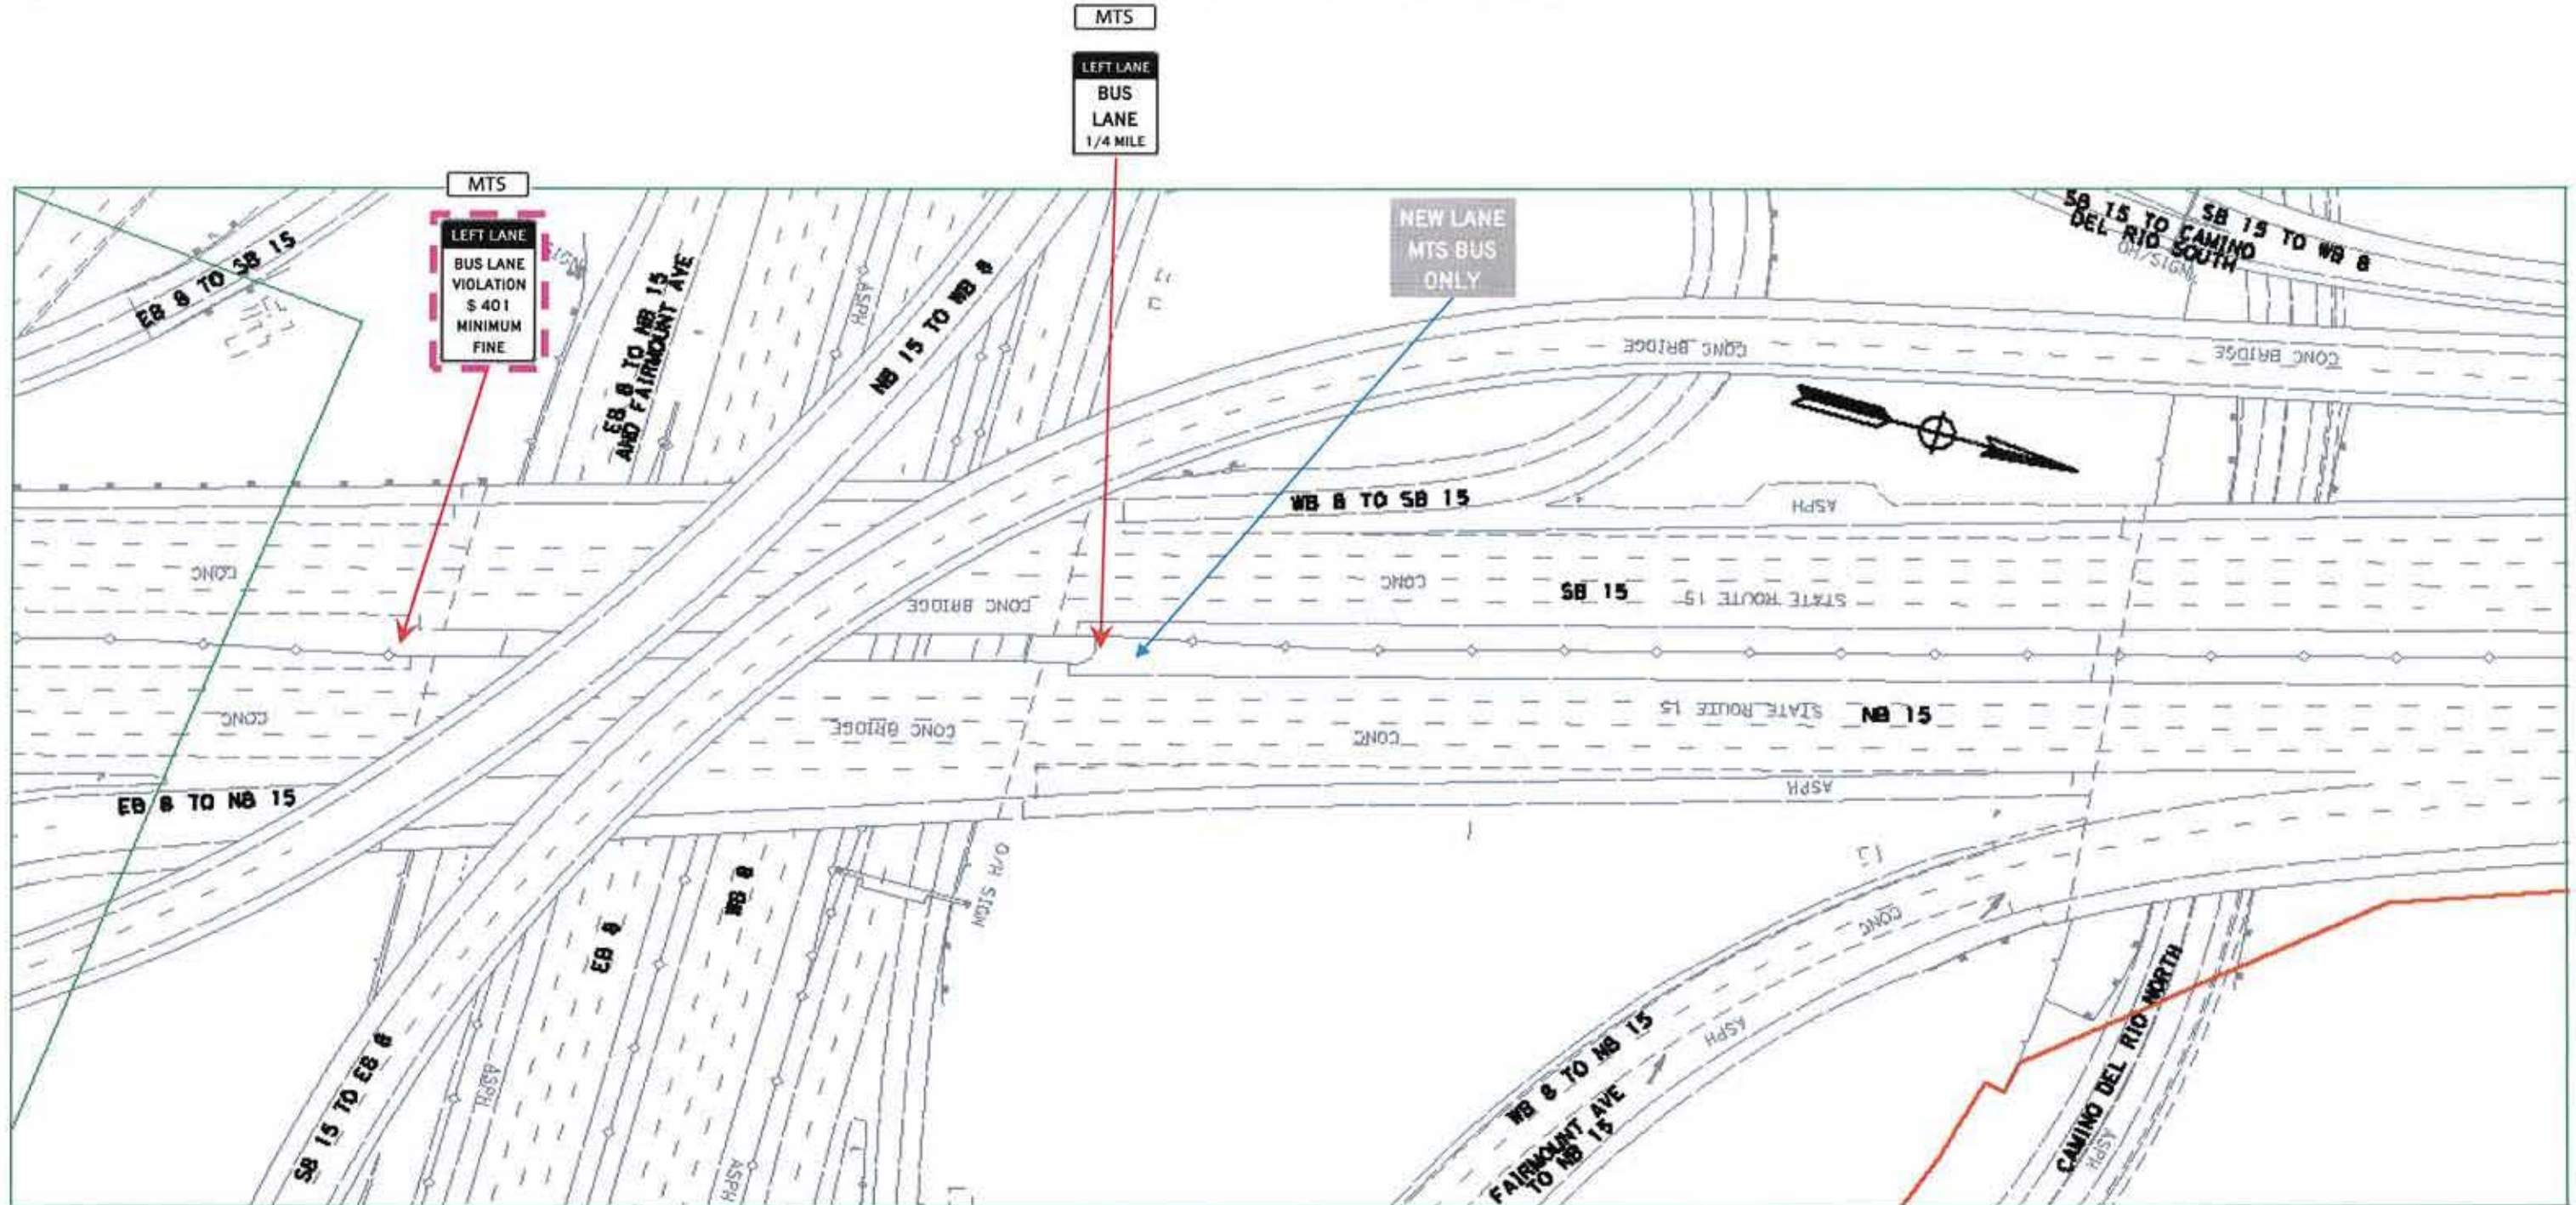 MTS
LEFT LANE
BUS
LANE
1/4 MILE
MTS
LEFT LANE
BUS LANE
VIOLATION
$ 401
MINIMUM
FINE
NEW LANE
MTS BUS
ONLY
EB 8 TO SB 15
SIGN
EB 8 TO NB 15
AND FAIRMOUNT AVE
ASPH
NB 15 TO WB 8
SB 15 TO CAMINO
DEL RIO SOUTH
OH/SIGN
SB 15 TO WB 8
CONC BRIDGE
CONC BRIDGE
WB 8 TO SB 15
ASPH
CONC
CONC BRIDGE
CONC
SB 15
STATE ROUTE 15
CONC
CONC BRIDGE
CONC
STATE ROUTE 15
NB 15
EB 8 TO NB 15
ASPH
O/H SIGN
WB 8
EB 8
CONC
ASPH
SB 15 TO EB 8
ASPH
ASPH
WB 8 TO NB 15
FAIRMOUNT AVE
TO NB 15
CAMINO DEL RIO NORTH
ASPH